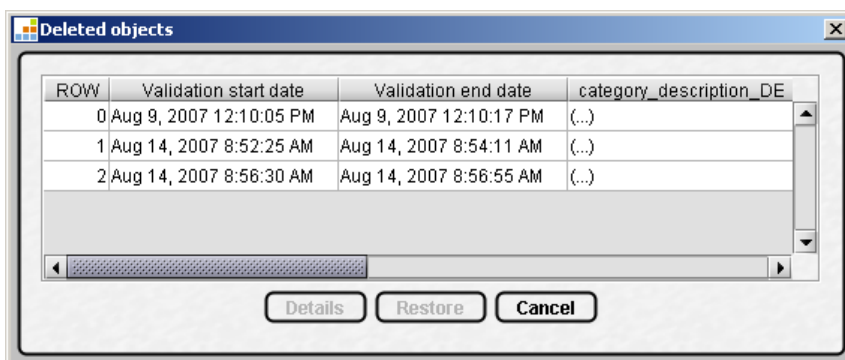 Deleted objects
ROW Validation start date Validation end date category_description_DE
0 Aug 9, 2007 12:10:05 PM Aug 9, 2007 12:10:17 PM (...)
1 Aug 14, 2007 8:52:25 AM Aug 14, 2007 8:54:11 AM (...)
2 Aug 14, 2007 8:56:30 AM Aug 14, 2007 8:56:55 AM (...)
Details Restore Cancel